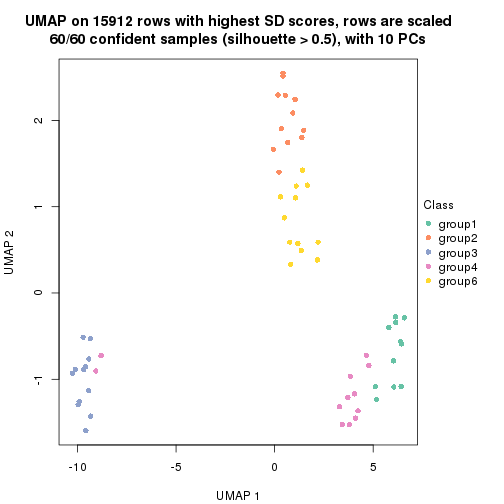 UMAP on 15912 rows with highest SD scores, rows are scaled
60/60 confident samples (silhouette > 0.5), with 10 PCs
2
1
0
-1
UMAP 2
-10
-5
0
5
UMAP 1
Class
group1
group2
group3
group4
group6